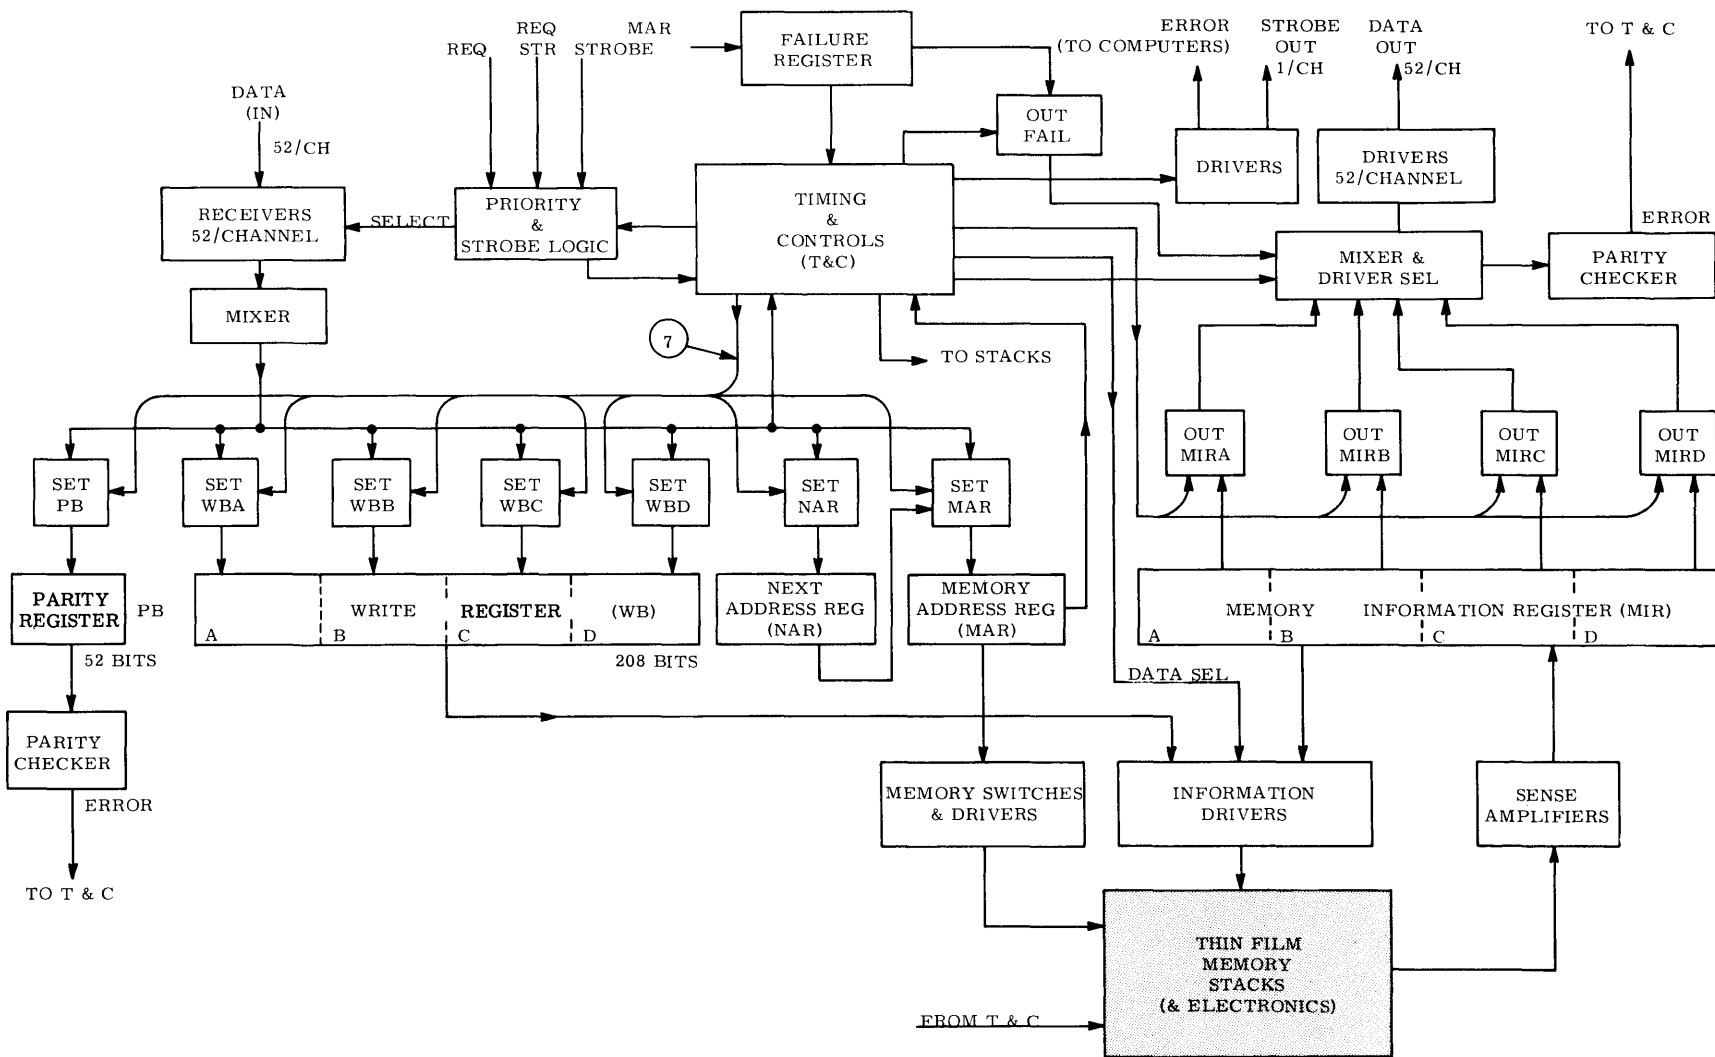 REQ
REQ
STR
MAR
STROBE
FAILURE
REGISTER
ERROR
(TO COMPUTERS)
STROBE
OUT
1/CH
DATA
OUT
52/CH
TO T & C
DATA
(IN)
52/CH
OUT
FAIL
DRIVERS
DRIVERS
52/CHANNEL
RECEIVERS
52/CHANNEL
SELECT
PRIORITY
&
STROBE LOGIC
TIMING
&
CONTROLS
(T&C)
MIXER &
DRIVER SEL
ERROR
PARITY
CHECKER
MIXER
7
TO STACKS
OUT
MIRA
OUT
MIRB
OUT
MIRC
OUT
MIRD
SET
PB
SET
WBA
SET
WBB
SET
WBC
SET
WBD
SET
NAR
SET
MAR
PARITY
REGISTER
PB
52 BITS
WRITE REGISTER (WB)
A B C D
208 BITS
NEXT
ADDRESS REG
(NAR)
MEMORY
ADDRESS REG
(MAR)
MEMORY INFORMATION REGISTER (MIR)
A B C D
DATA SEL
PARITY
CHECKER
ERROR
TO T & C
MEMORY SWITCHES
& DRIVERS
INFORMATION
DRIVERS
SENSE
AMPLIFIERS
THIN FILM
MEMORY
STACKS
(& ELECTRONICS)
FROM T & C